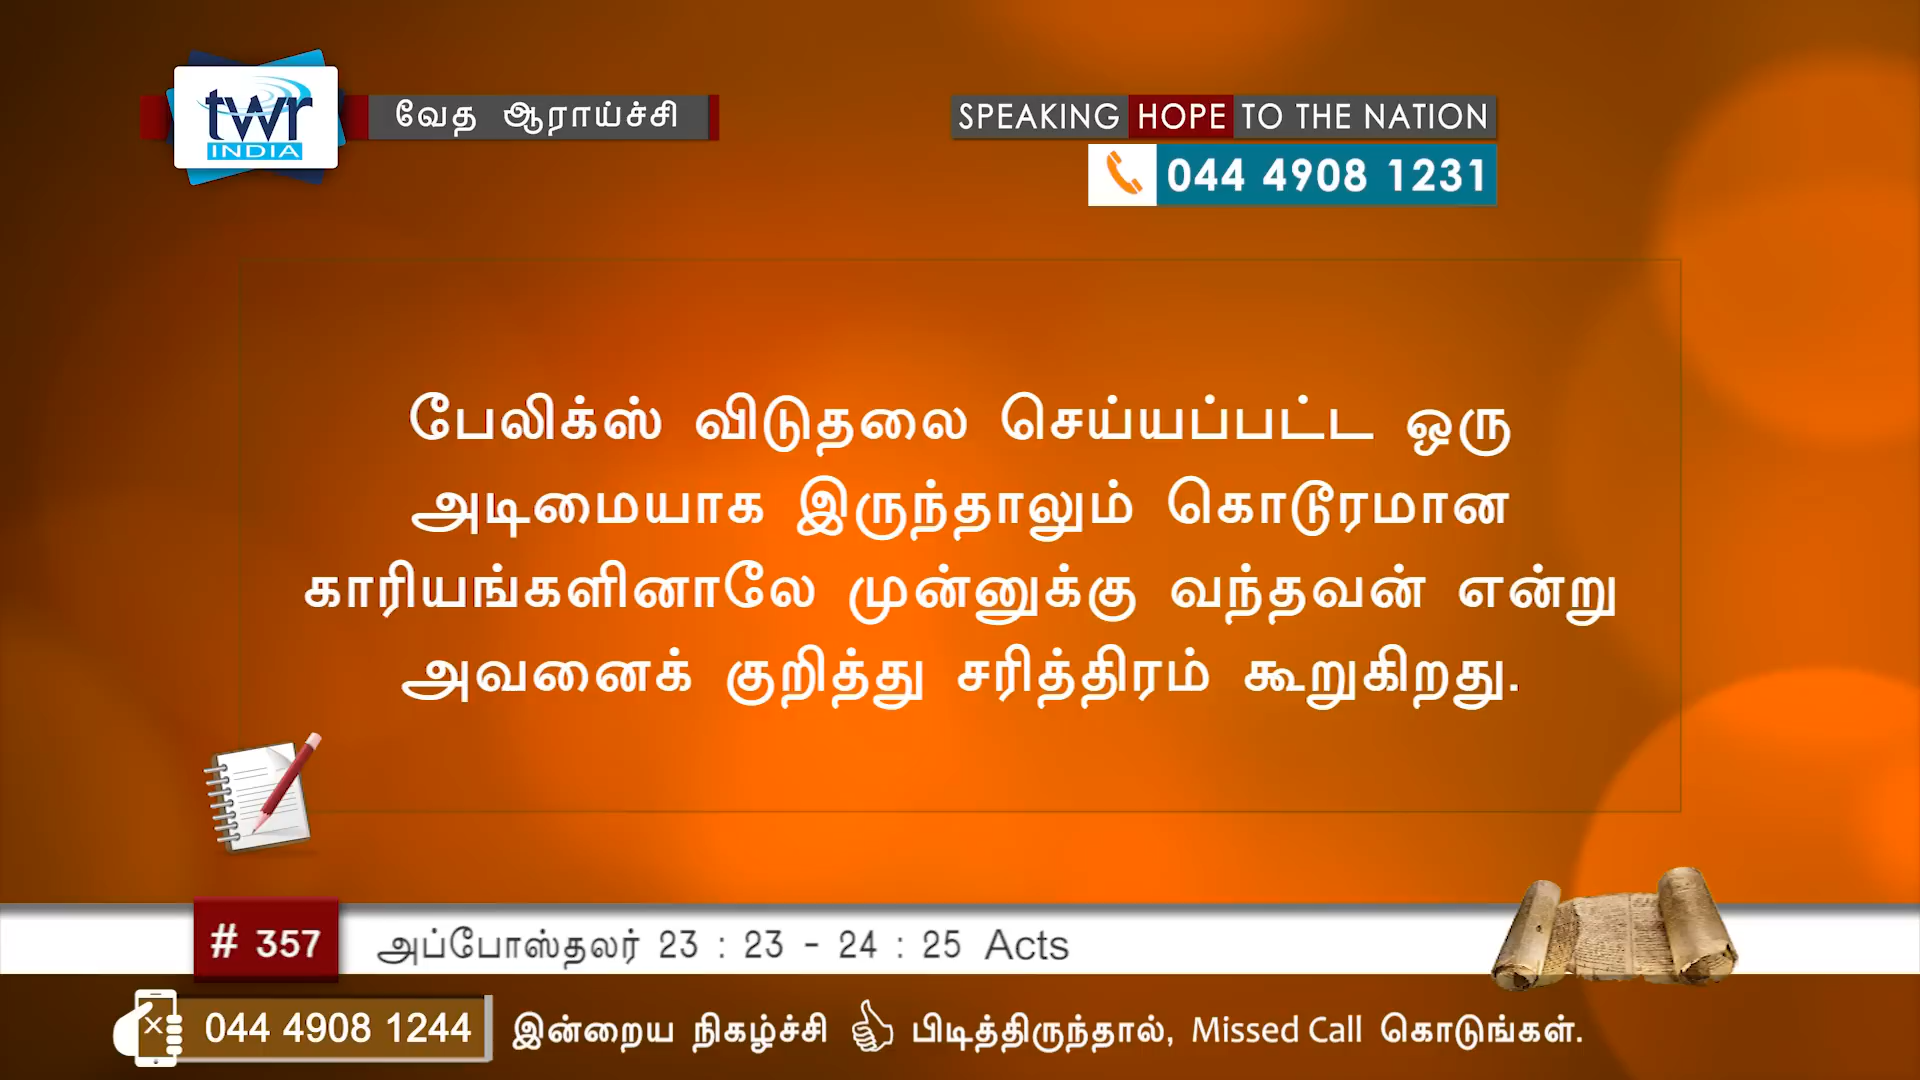 twr
INDIA
வேத ஆராய்ச்சி
SPEAKING HOPE TO THE NATION
044 4908 1231
பேலிக்ஸ் விடுதலை செய்யப்பட்ட ஒரு
அடிமையாக இருந்தாலும் கொடூரமான
காரியங்களினாலே முன்னுக்கு வந்தவன் என்று
அவனைக் குறித்து சரித்திரம் கூறுகிறது.
# 357 அப்போஸ்தலர் 23 : 23 - 24 : 25 Acts
044 4908 1244 இன்றைய நிகழ்ச்சி பிடித்திருந்தால், Missed Call கொடுங்கள்.